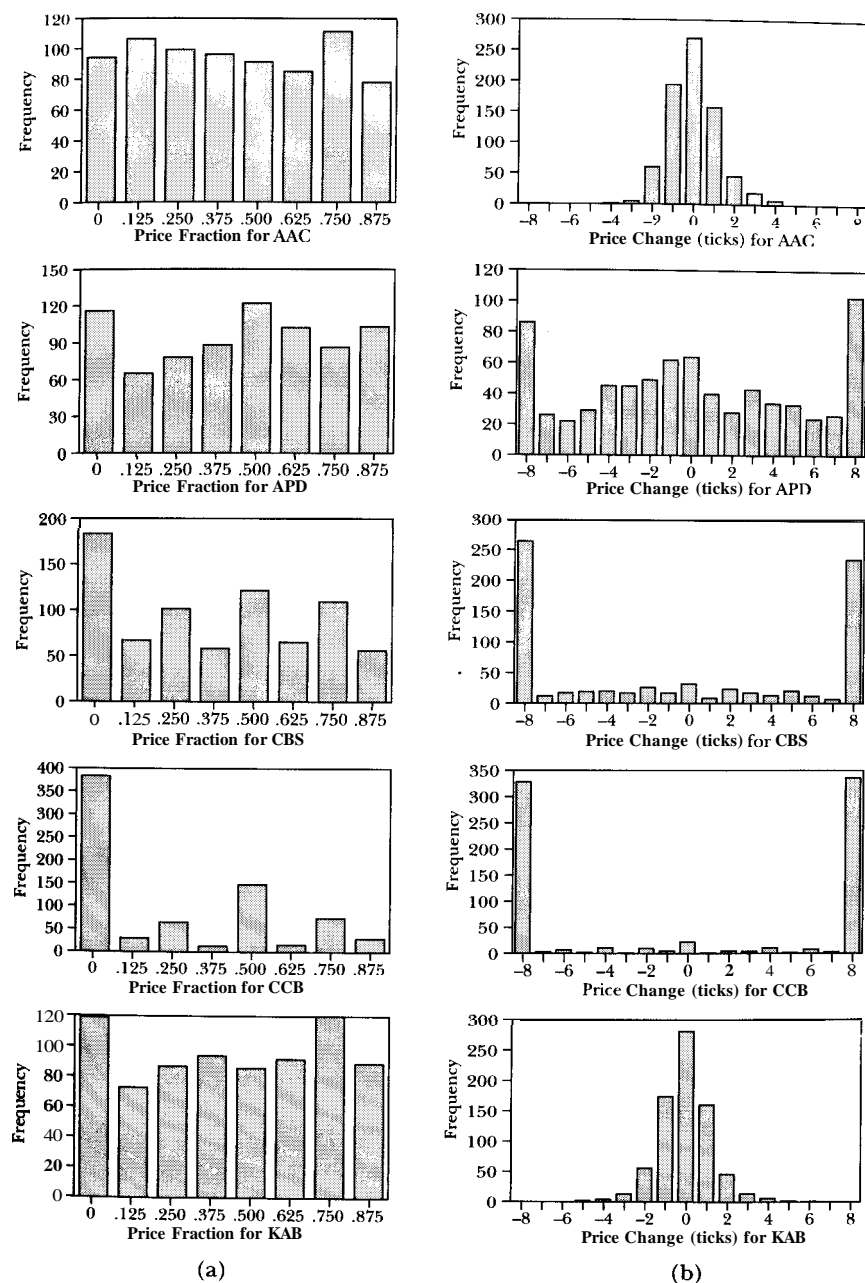 120
100
80
60
40
20
0
Frequency
0 .125 .250 .375 .500 .625 .750 .875
Price Fraction for AAC
300
250
200
150
100
50
0
Frequency
−8 −6 −4 −2 0 2 4 6 8
Price Change (ticks) for AAC
150
120
90
60
30
0
Frequency
0 .125 .250 .375 .500 .625 .750 .875
Price Fraction for APD
120
100
80
60
40
20
0
Frequency
−8 −6 −4 −2 0 2 4 6 8
Price Change (ticks) for APD
200
150
100
50
0
Frequency
0 .125 .250 .375 .500 .625 .750 .875
Price Fraction for CBS
300
250
200
150
100
50
0
Frequency
−8 −6 −4 −2 0 2 4 6 8
Price Change (ticks) for CBS
400
350
300
250
200
150
100
50
0
Frequency
0 .125 .250 .375 .500 .625 .750 .875
Price Fraction for CCB
350
300
250
200
150
100
50
0
Frequency
−8 −6 −4 −2 0 2 4 6 8
Price Change (ticks) for CCB
120
100
80
60
40
20
0
Frequency
0 .125 .250 .375 .500 .625 .750 .875
Price Fraction for KAB
300
250
200
150
100
50
0
Frequency
−8 −6 −4 −2 0 2 4 6 8
Price Change (ticks) for KAB
(a)
(b)